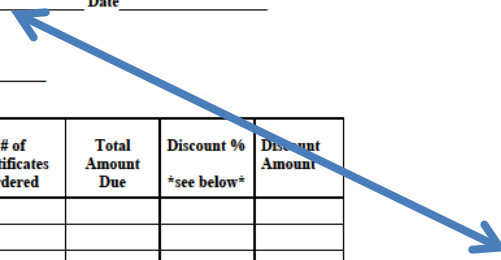 Date
# of Total Discount % Discount
tificates Amount Amount
dered Due *see below*